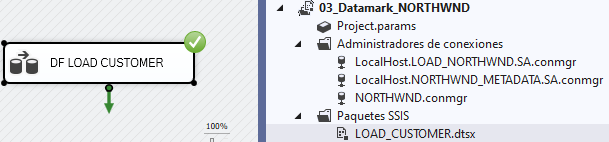 DF LOAD CUSTOMER
100%
03_Datamark_NORTHWND
Project.params
Administradores de conexiones
LocalHost.LOAD_NORTHWND.SA.conmgr
LocalHost.NORTHWND_METADATA.SA.conmgr
NORTHWND.conmgr
Paquetes SSIS
LOAD_CUSTOMER.dtsx